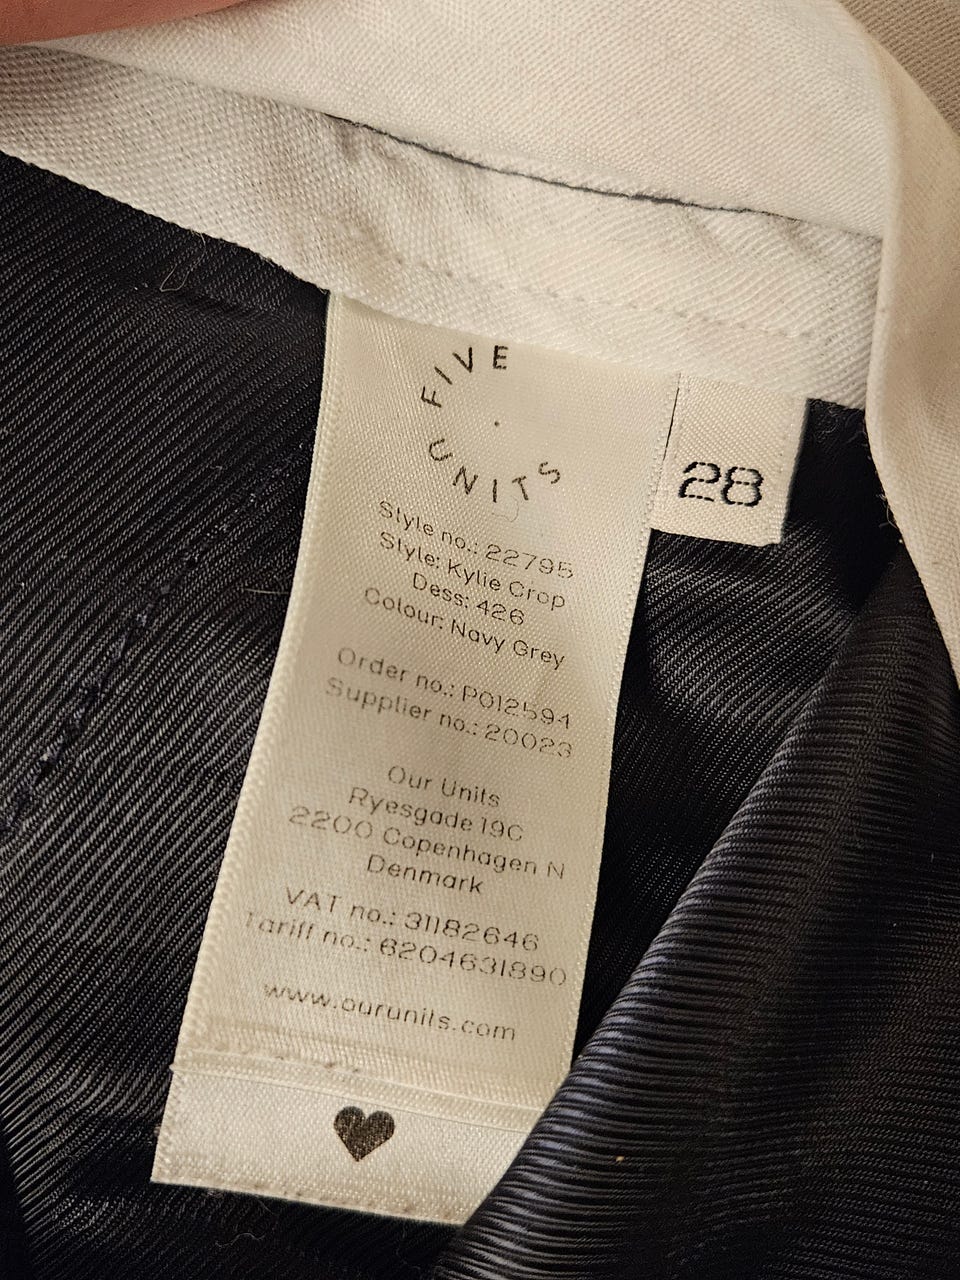 FIVE
UNITS
28
Style no.: 22795
Style: Kylie Crop
Dess: 426
Colour: Navy Grey
Order no.: PO12594
Supplier no.: 20023
Our Units
Ryesgade 19C
2200 Copenhagen N
Denmark
VAT no.: 31182646
Tariff no.: 6204631890
www.ourunits.com